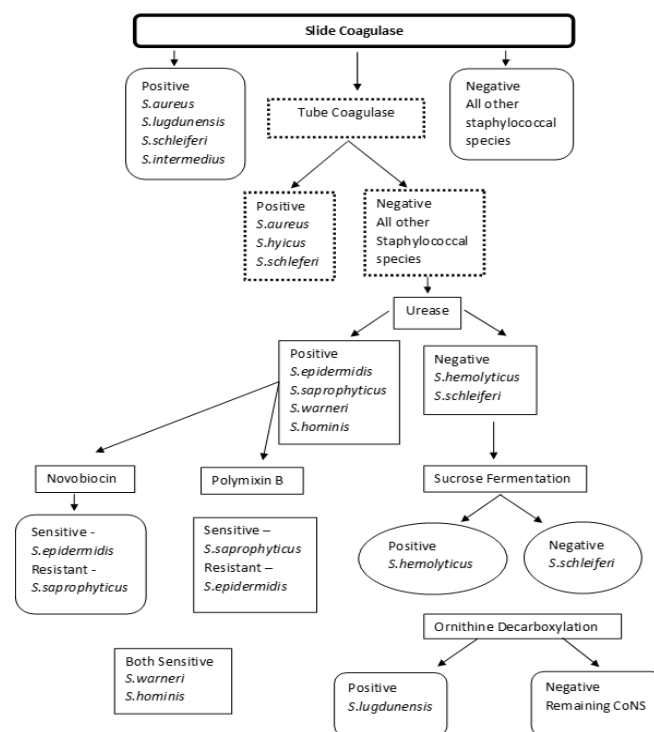 Slide Coagulase
Positive
S.aureus
S.lugdunensis
S.schleiferi
S.intermedius
Tube Coagulase
Negative
All other
staphylococcal
species
Positive
S.aureus
S.hyicus
S.schleferi
Negative
All other
Staphylococcal
species
Urease
Positive
S.epidermidis
S.saprophyticus
S.warneri
S.hominis
Negative
S.hemolyticus
S.schleiferi
Novobiocin
Polymixin B
Sucrose Fermentation
Sensitive -
S.epidermidis
Resistant -
S.saprophyticus
Sensitive –
S.saprophyticus
Resistant –
S.epidermidis
Positive
S.hemolyticus
Negative
S.schleiferi
Ornithine Decarboxylation
Both Sensitive
S.warneri
S.hominis
Positive
S.lugdunensis
Negative
Remaining CoNS